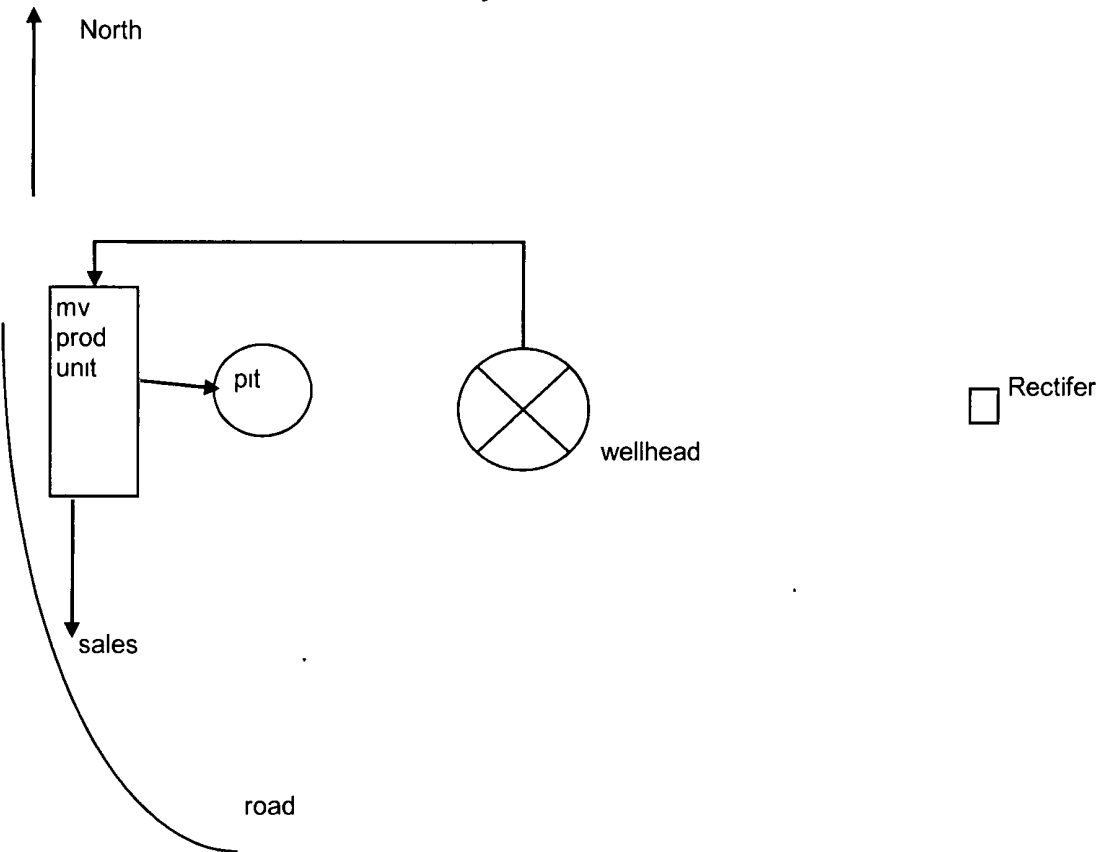 North
mv
prod
unit
pit
Rectifer
wellhead
sales
road